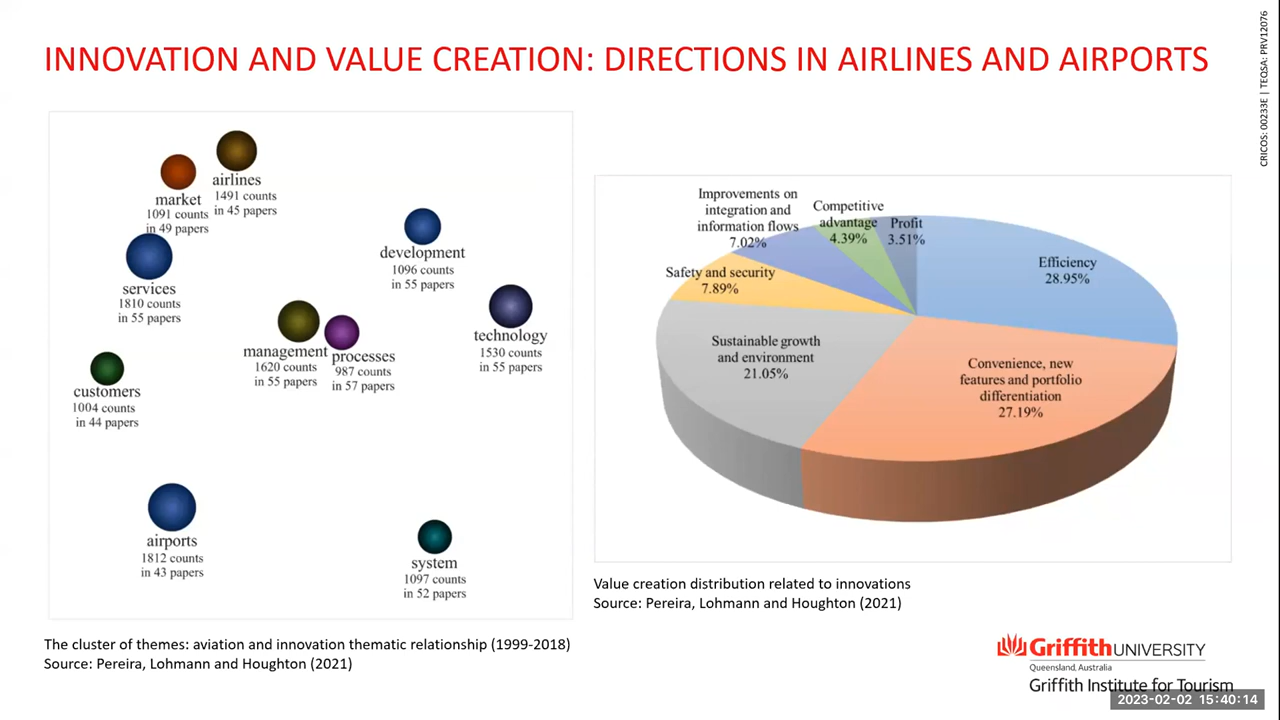 INNOVATION AND VALUE CREATION: DIRECTIONS IN AIRLINES AND AIRPORTS
CRICOS: 00233E | TEQSA: PRV12076
airlines
1491 counts
in 45 papers
market
1091 counts
in 49 papers
development
1096 counts
in 55 papers
services
1810 counts
in 55 papers
technology
1530 counts
in 55 papers
management
1620 counts
in 55 papers
processes
987 counts
in 57 papers
customers
1004 counts
in 44 papers
airports
1812 counts
in 43 papers
system
1097 counts
in 52 papers
The cluster of themes: aviation and innovation thematic relationship (1999-2018)
Source: Pereira, Lohmann and Houghton (2021)
Improvements on
integration and
information flows
7.02%
Competitive
advantage
4.39%
Profit
3.51%
Efficiency
28.95%
Safety and security
7.89%
Sustainable growth
and environment
21.05%
Convenience, new
features and portfolio
differentiation
27.19%
Value creation distribution related to innovations
Source: Pereira, Lohmann and Houghton (2021)
Griffith UNIVERSITY
Queensland, Australia
Griffith Institute for Tourism
2023-02-02 15:40:14